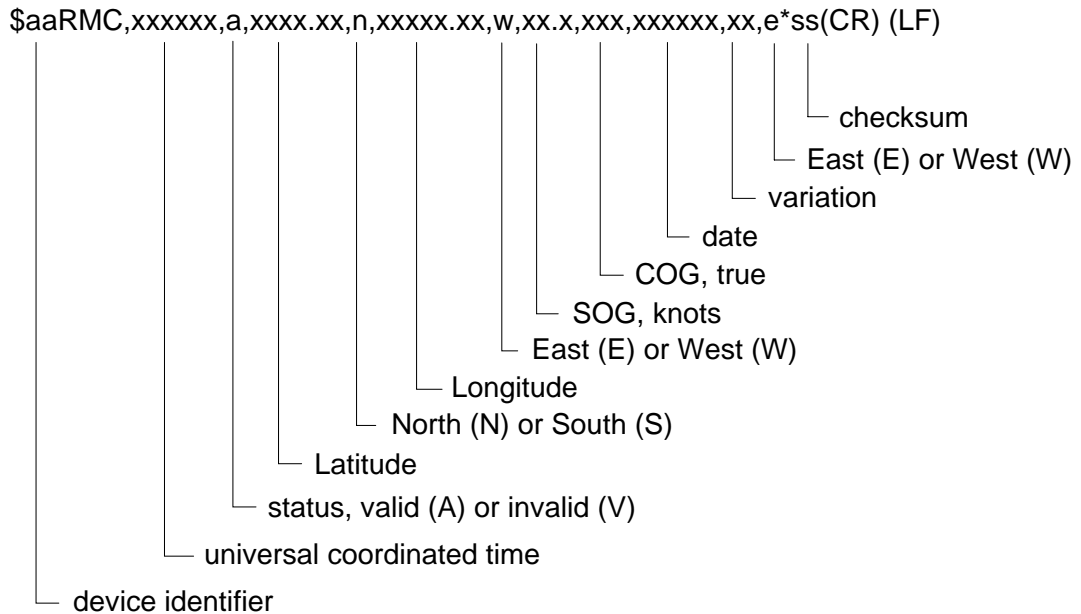 $aaRMC,xxxxxx,a,xxxx.xx,n,xxxxx.xx,w,xx.x,xxx,xxxxxx,xx,e*ss(CR) (LF)
checksum
East (E) or West (W)
variation
date
COG, true
SOG, knots
East (E) or West (W)
Longitude
North (N) or South (S)
Latitude
status, valid (A) or invalid (V)
universal coordinated time
device identifier